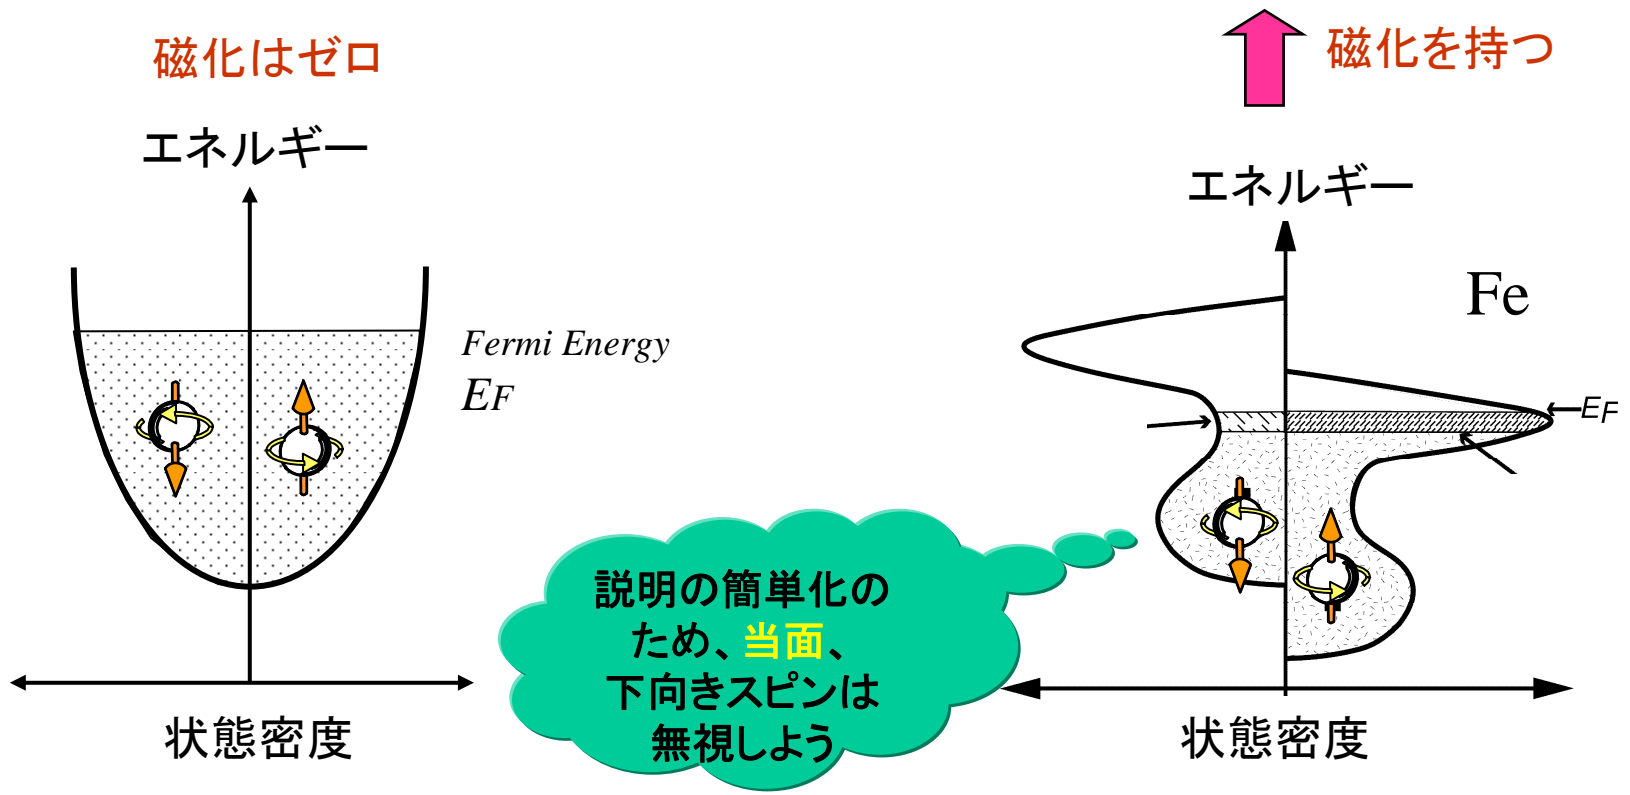 磁化はゼロ
エネルギー
Fermi Energy
EF
状態密度
説明の簡単化の
ため、当面、
下向きスピンは
無視しよう
磁化を持つ
エネルギー
Fe
EF
状態密度